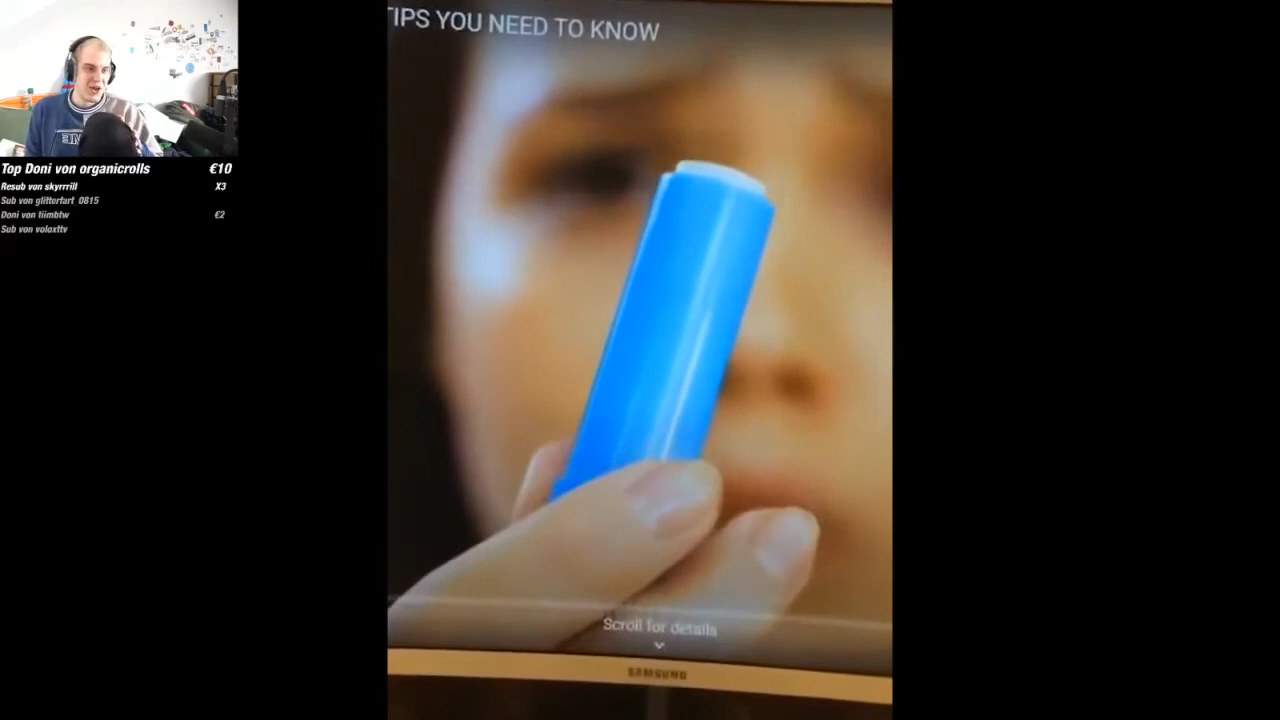 TIPS YOU NEED TO KNOW
Top Doni von organicrolls €10
Resub von skyrrrill X3
Sub von glitterfart_0815
Doni von tiimbtw €2
Sub von voloxttv
Scroll for details
SAMSUNG